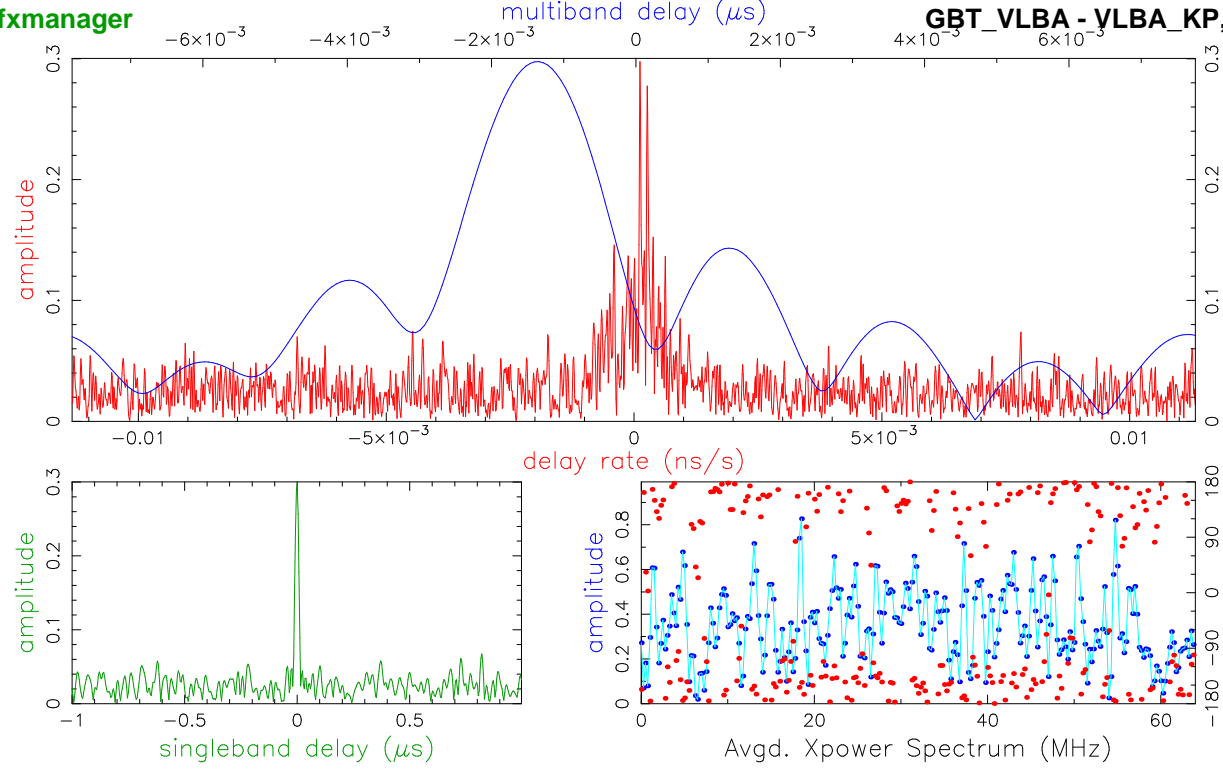 multiband delay (μs)
fxmanager
GBT_VLBA - VLBA_KP,
−6×10⁻³ −4×10⁻³ −2×10⁻³ 0 2×10⁻³ 4×10⁻³ 6×10⁻³
0.3 0.3
0.2 0.2
amplitude
0.1 0.1
0 0
−0.01 −5×10⁻³ 0 5×10⁻³ 0.01
delay rate (ns/s)
0.3 180
0.8
90
0.2 amplitude 0.6
amplitude 0
0.4
0.1 −90
0.2
0 0 −180
−1 −0.5 0 0.5 0 20 40 60
singleband delay (μs) Avgd. Xpower Spectrum (MHz)